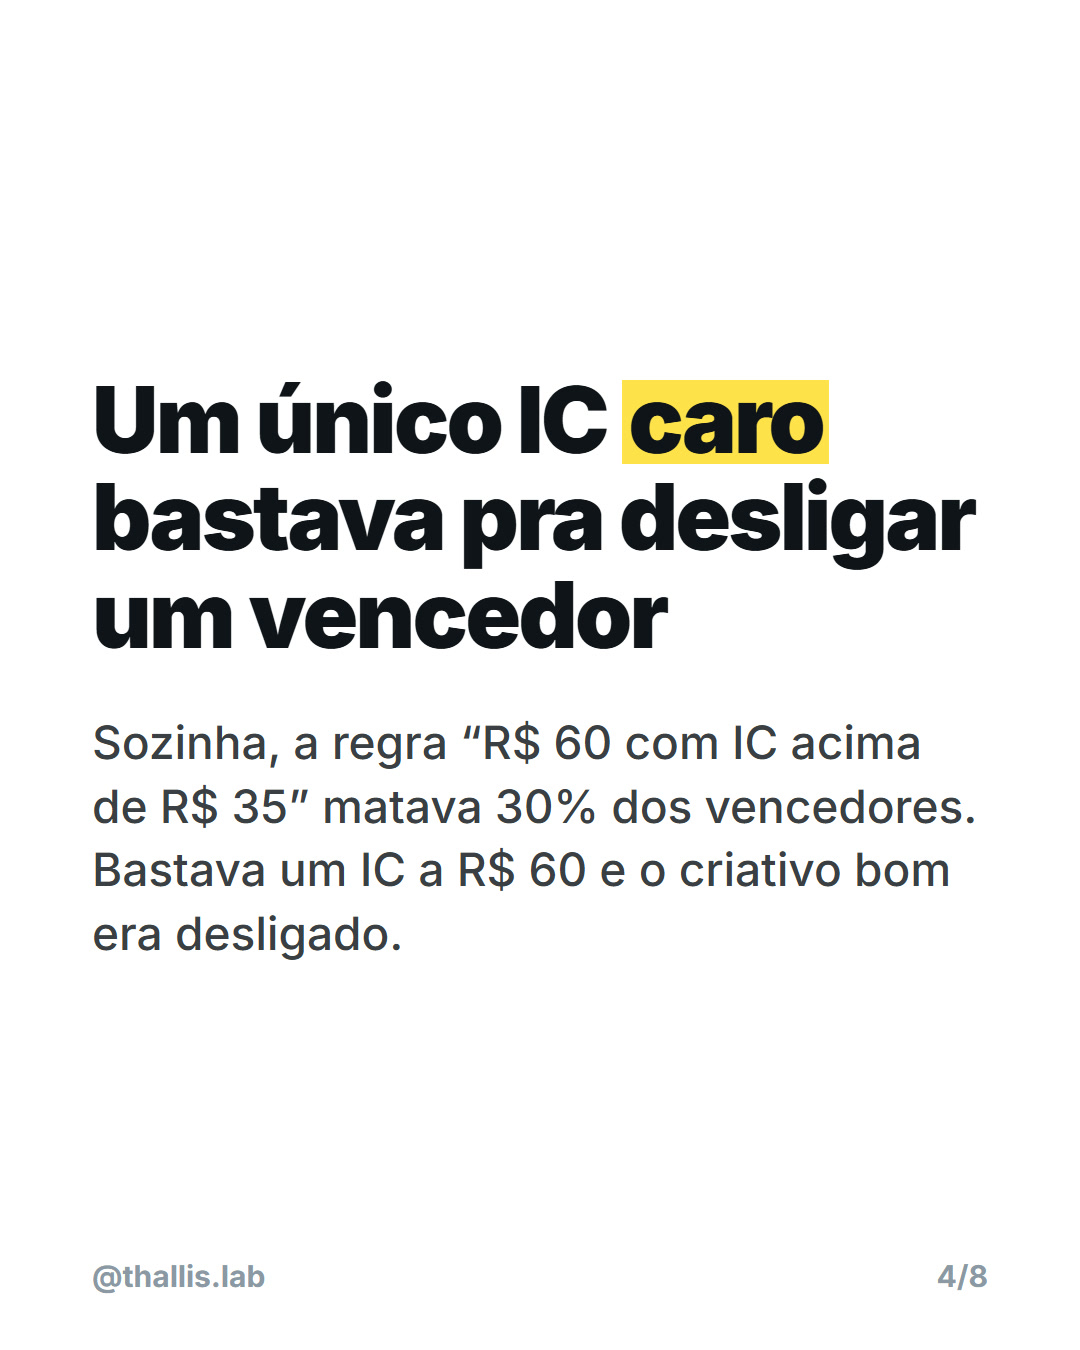 Um único IC caro
bastava pra desligar
um vencedor
Sozinha, a regra “R$ 60 com IC acima
de R$ 35” matava 30% dos vencedores.
Bastava um IC a R$ 60 e o criativo bom
era desligado.
@thallis.lab
4/8